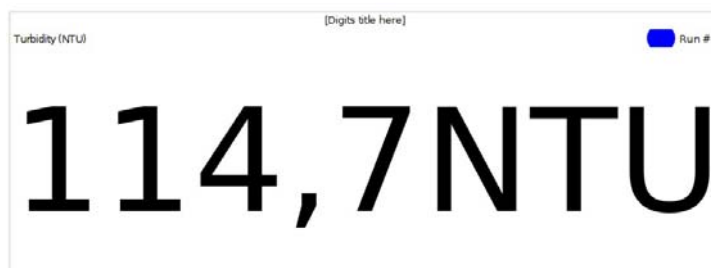 [Digits title here]
Turbidity (NTU) Run #
114,7NTU